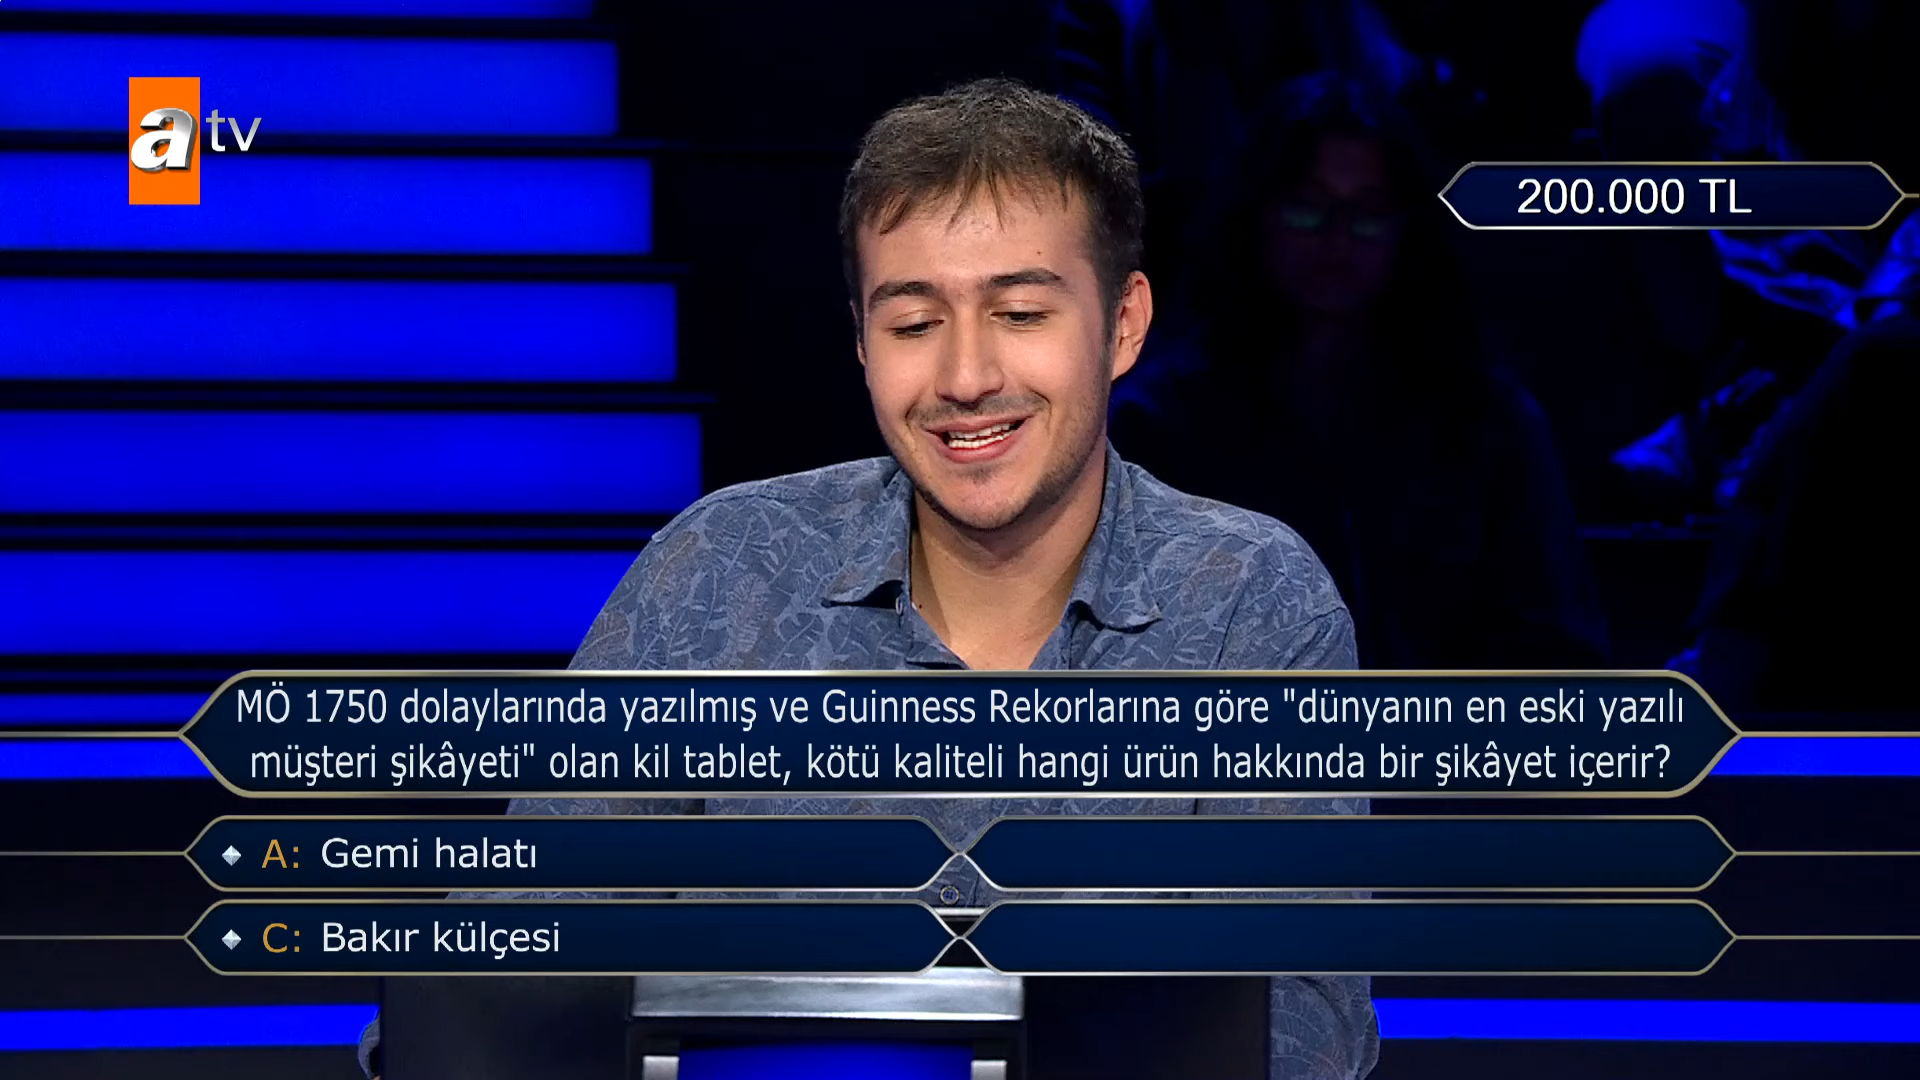 atv
200.000 TL
MÖ 1750 dolaylarında yazılmış ve Guinness Rekorlarına göre "dünyanın en eski yazılı
müşteri şikâyeti" olan kil tablet, kötü kaliteli hangi ürün hakkında bir şikâyet içerir?
A: Gemi halatı
C: Bakır külçesi